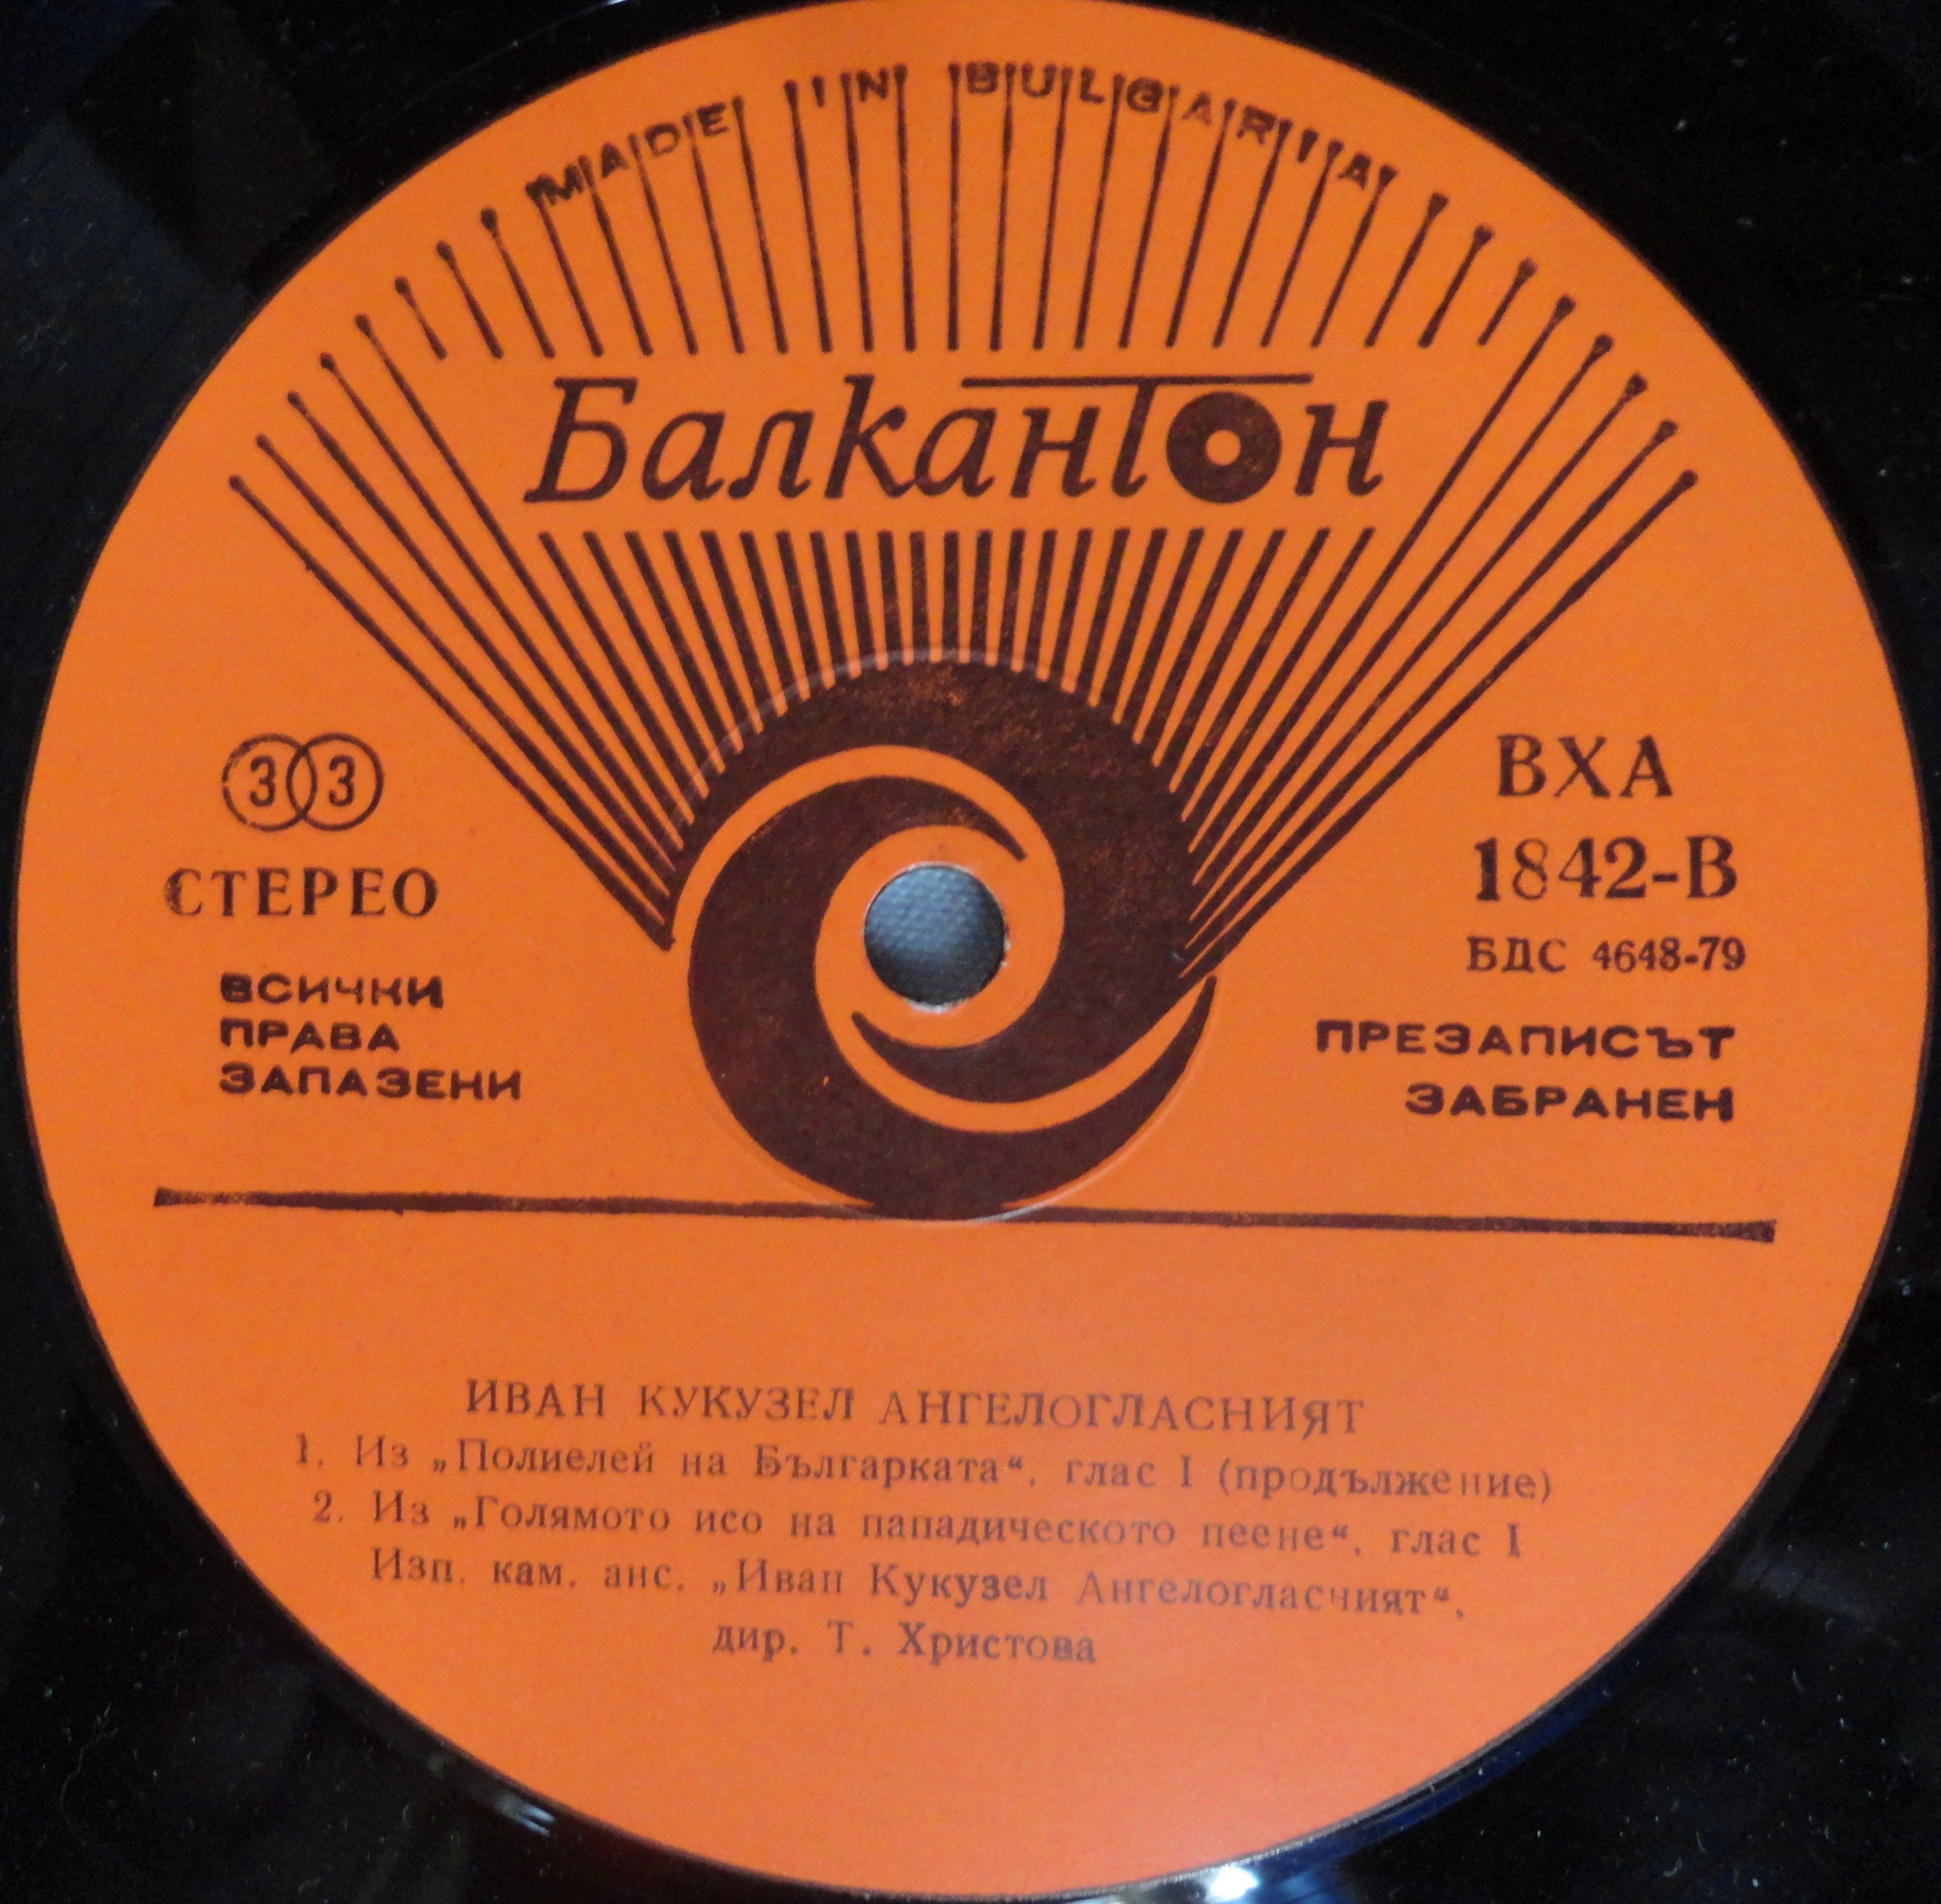 MADE IN BULGARIA
Балкантон
33
СТЕРЕО
ВСИЧКИ
ПРАВА
ЗАПАЗЕНИ
ВХА
1842-В
БДС 4648-79
ПРЕЗАПИСЪТ
ЗАБРАНЕН
ИВАН КУКУЗЕЛ АНГЕЛОГЛАСНИЯТ
1. Из „Полиелей на Българката“, глас I (продължение)
2. Из „Голямото исо на пападическото пеене“, глас I
Изп. кам. анс. „Иван Кукузел Ангелогласният“,
дир. Т. Христова